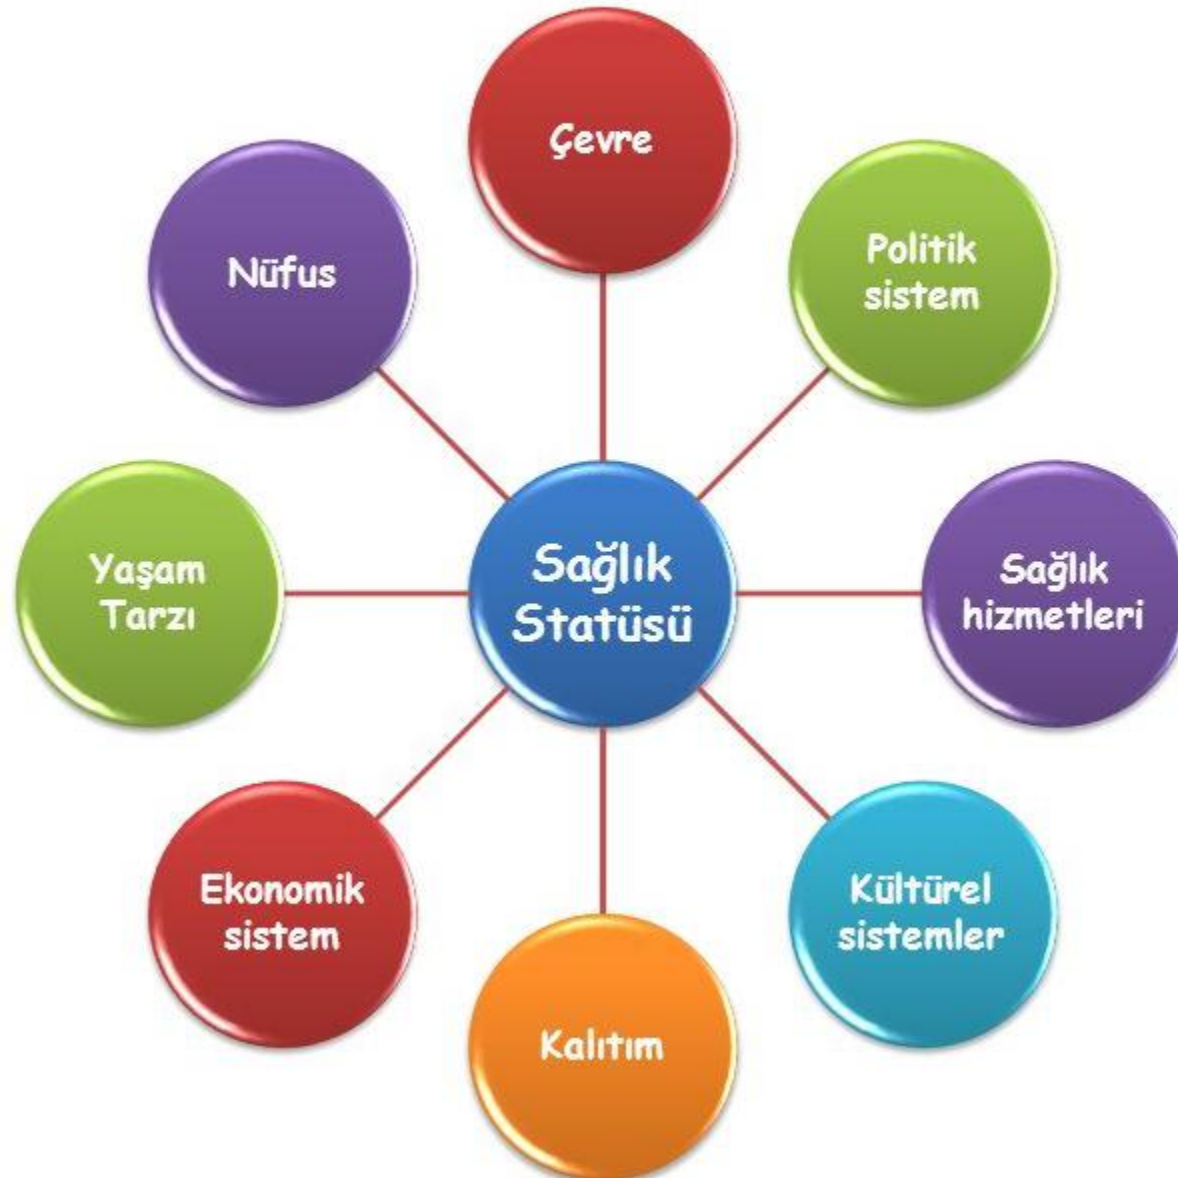 Çevre
Politik
sistem
Sağlık
hizmetleri
Kültürel
sistemler
Kalıtım
Ekonomik
sistem
Yaşam
Tarzı
Nüfus
Sağlık
Statüsü